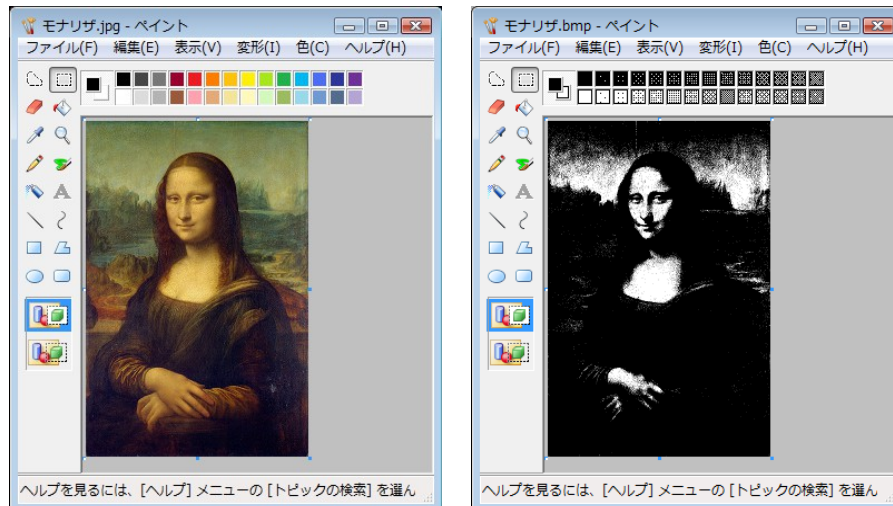 モナリザ.jpg - ペイント
ファイル(F) 編集(E) 表示(V) 変形(I) 色(C) ヘルプ(H)
A
ヘルプを見るには、[ヘルプ] メニューの [トピックの検索] を選ん
モナリザ.bmp - ペイント
ファイル(F) 編集(E) 表示(V) 変形(I) 色(C) ヘルプ(H)
A
ヘルプを見るには、[ヘルプ] メニューの [トピックの検索] を選ん